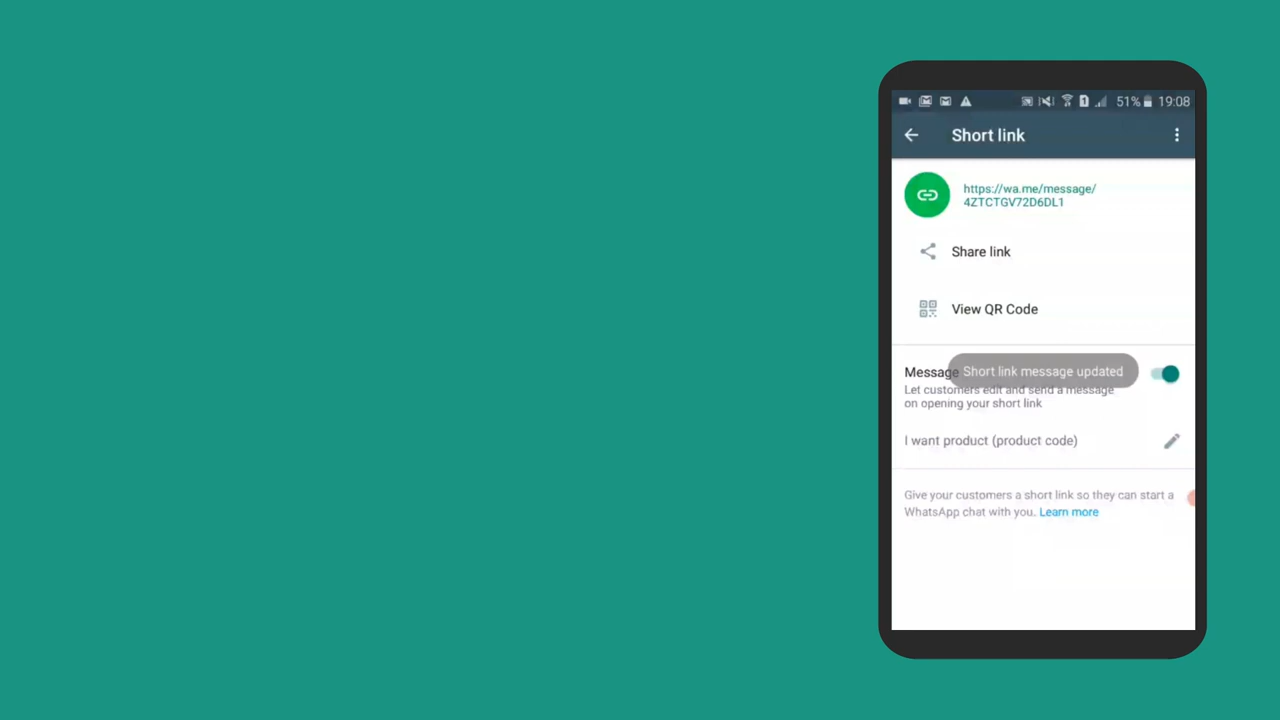 51% 19:08
Short link
https://wa.me/message/
4ZTCTGV72D6DL1
Share link
View QR Code
Message
Short link message updated
Let customers edit and send a message
on opening your short link
I want product (product code)
Give your customers a short link so they can start a
WhatsApp chat with you. Learn more